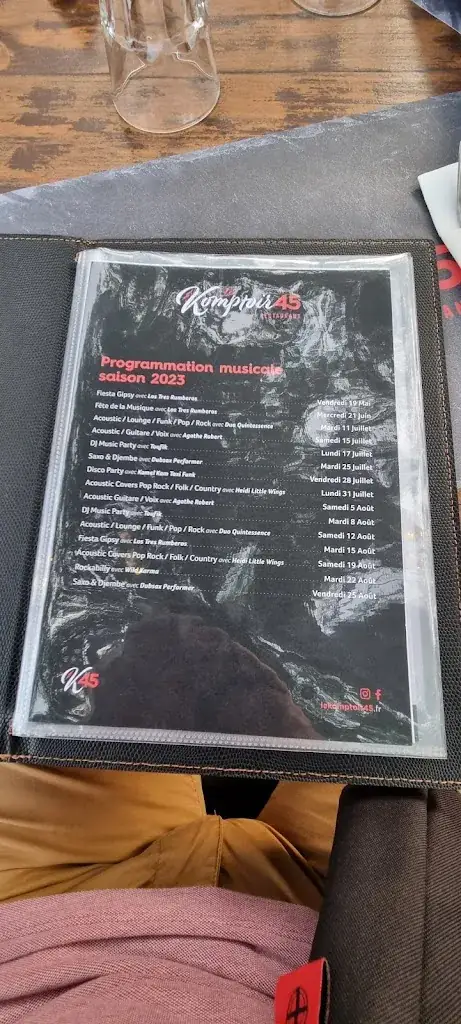 Le
Komptoir 45
RESTAURANT
Programmation musicale
saison 2023
Fiesta Gipsy avec Los Tres Rumberos Vendredi 19 Mai
Fête de la Musique avec Los Tres Rumberos Mercredi 21 Juin
Acoustic / Lounge / Funk / Pop / Rock avec Duo Quintessence Mardi 11 Juillet
Acoustic / Guitare / Voix avec Agathe Robert Samedi 15 Juillet
DJ Music Party avec Toufik Lundi 17 Juillet
Saxo & Djembe avec Dubsax Performer Mardi 25 Juillet
Disco Party avec Kamel Kom Toni Funk Vendredi 28 Juillet
Acoustic Covers Pop Rock / Folk / Country avec Heidi Little Wings Lundi 31 Juillet
Acoustic Guitare / Voix avec Agathe Robert Samedi 5 Août
DJ Music Party avec Toufik Mardi 8 Août
Acoustic / Lounge / Funk / Pop / Rock avec Duo Quintessence Samedi 12 Août
Fiesta Gipsy avec Los Tres Rumberos Mardi 15 Août
Acoustic Covers Pop Rock / Folk / Country avec Heidi Little Wings Samedi 19 Août
Rockabilly avec Wild Karma Mardi 22 Août
Saxo & Djembe avec Dubsax Performer Vendredi 25 Août
K45
lekomptoir45.fr